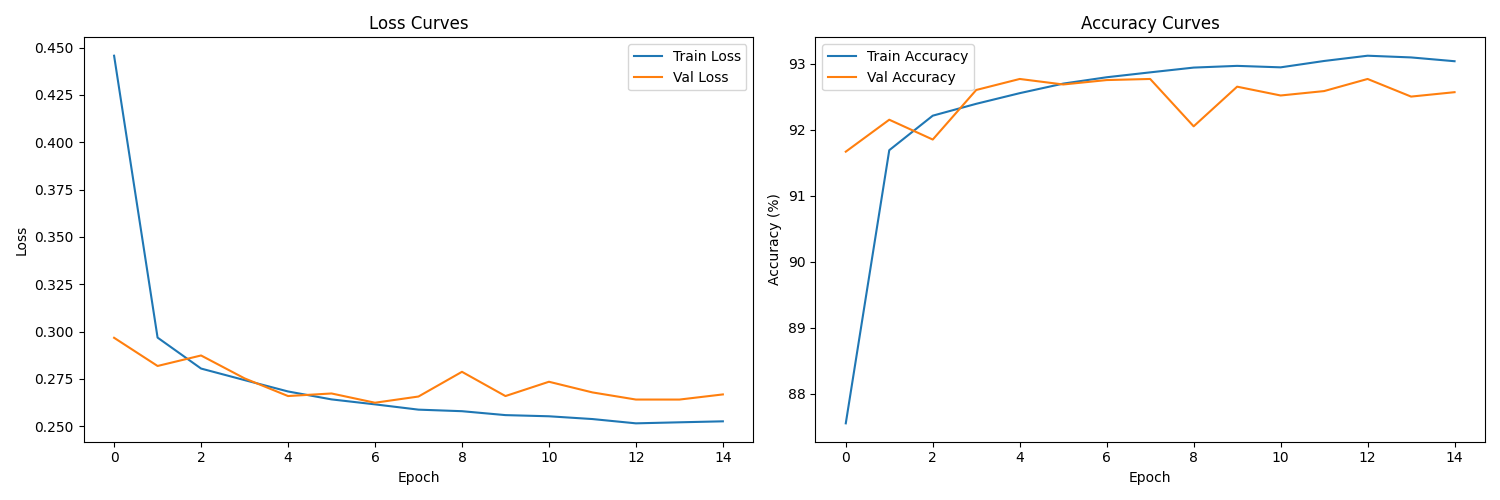 Loss Curves
Train Loss
Val Loss
0.450
0.425
0.400
0.375
0.350
0.325
0.300
0.275
0.250
Loss
0 2 4 6 8 10 12 14
Epoch
Accuracy Curves
Train Accuracy
Val Accuracy
93
92
91
90
89
88
Accuracy (%)
0 2 4 6 8 10 12 14
Epoch